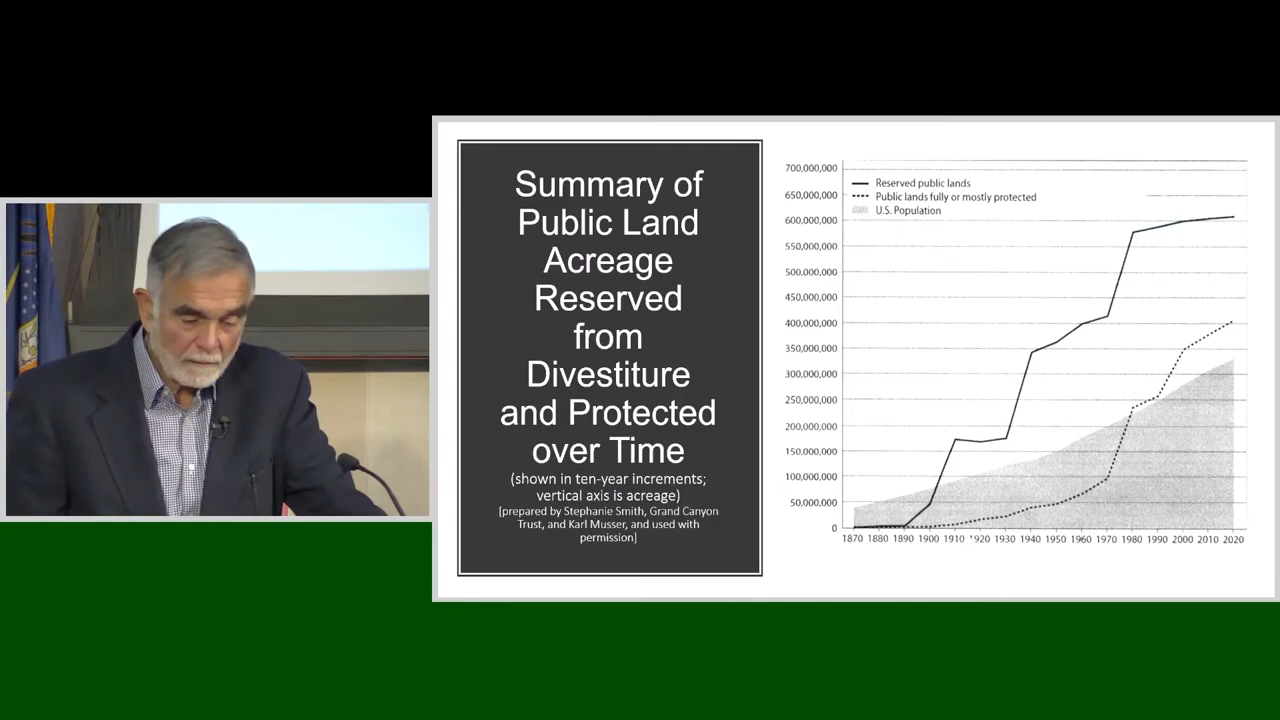 Summary of
Public Land
Acreage
Reserved
from
Divestiture
and Protected
over Time
(shown in ten-year increments;
vertical axis is acreage)
[prepared by Stephanie Smith, Grand Canyon
Trust, and Karl Musser, and used with
permission]
700,000,000
650,000,000
600,000,000
550,000,000
500,000,000
450,000,000
400,000,000
350,000,000
300,000,000
250,000,000
200,000,000
150,000,000
100,000,000
50,000,000
0
Reserved public lands
Public lands fully or mostly protected
U.S. Population
1870 1880 1890 1900 1910 1920 1930 1940 1950 1960 1970 1980 1990 2000 2010 2020